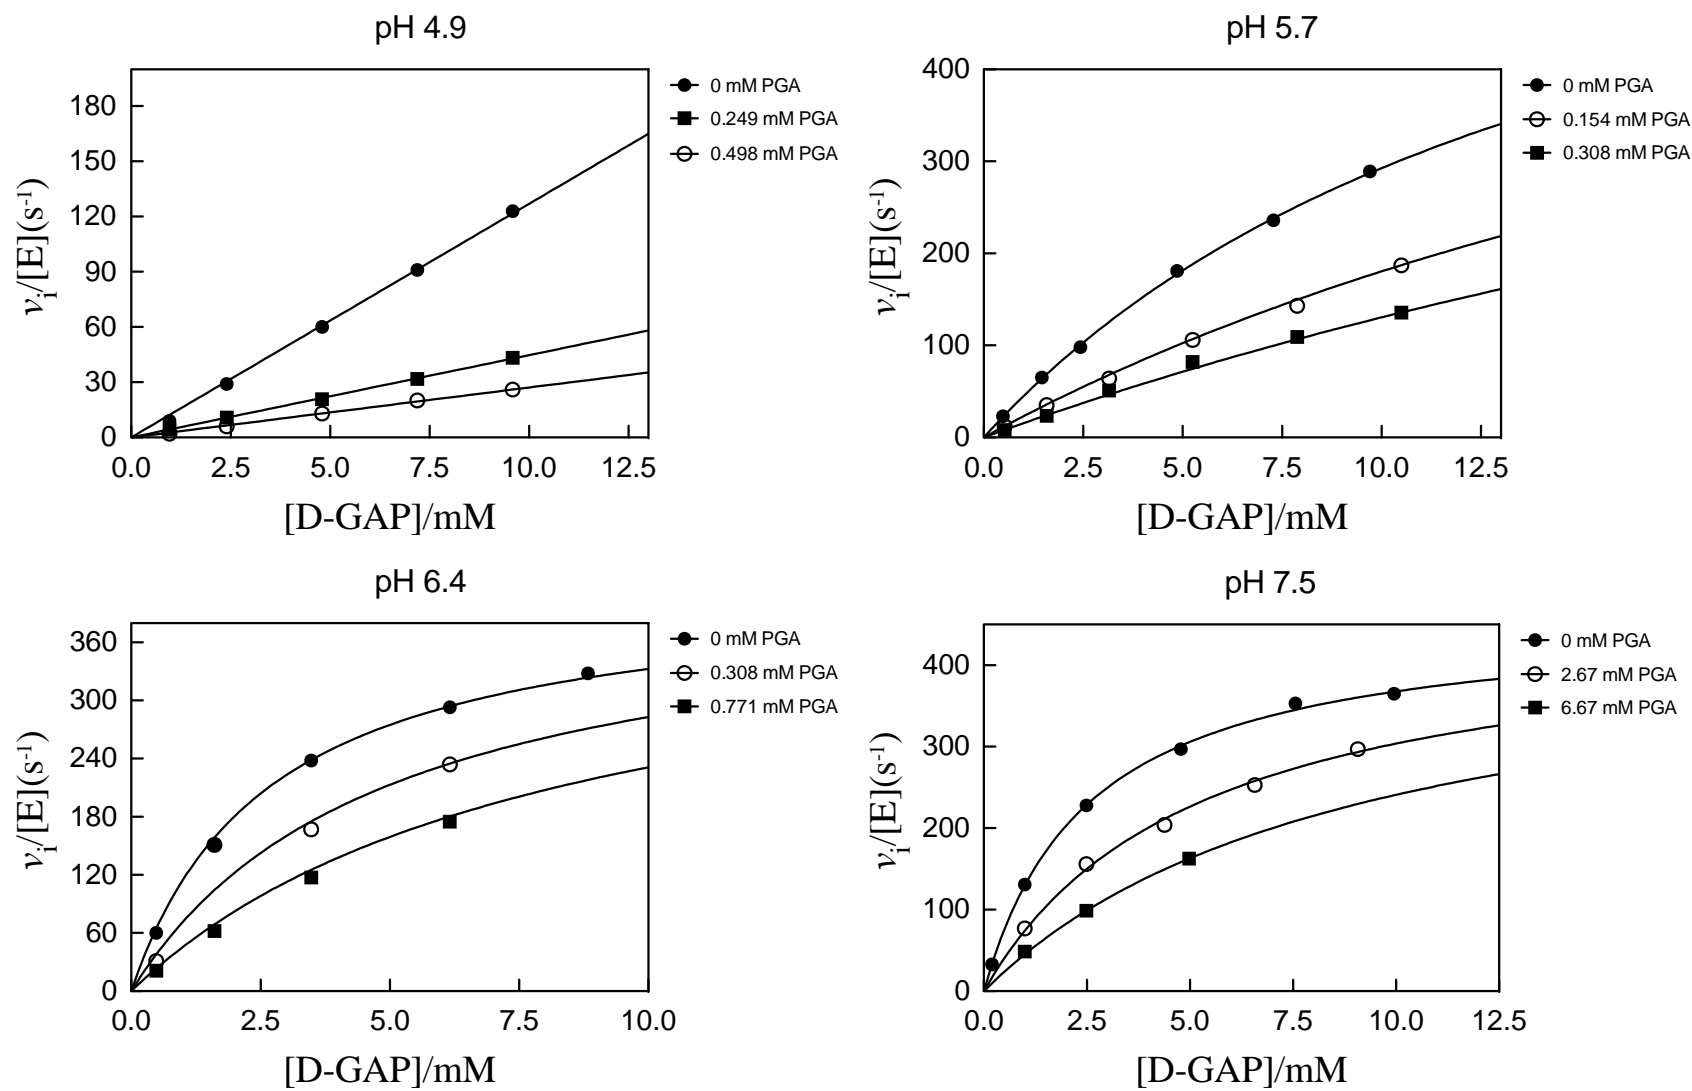 pH 4.9
180
150
120
90
60
30
0
0.0 2.5 5.0 7.5 10.0 12.5
v_i/[E](s⁻¹)
[D-GAP]/mM
0 mM PGA
0.249 mM PGA
0.498 mM PGA
pH 5.7
400
300
200
100
0
0.0 2.5 5.0 7.5 10.0 12.5
v_i/[E](s⁻¹)
[D-GAP]/mM
0 mM PGA
0.154 mM PGA
0.308 mM PGA
pH 6.4
360
300
240
180
120
60
0
0.0 2.5 5.0 7.5 10.0
v_i/[E](s⁻¹)
[D-GAP]/mM
0 mM PGA
0.308 mM PGA
0.771 mM PGA
pH 7.5
400
300
200
100
0
0.0 2.5 5.0 7.5 10.0 12.5
v_i/[E](s⁻¹)
[D-GAP]/mM
0 mM PGA
2.67 mM PGA
6.67 mM PGA